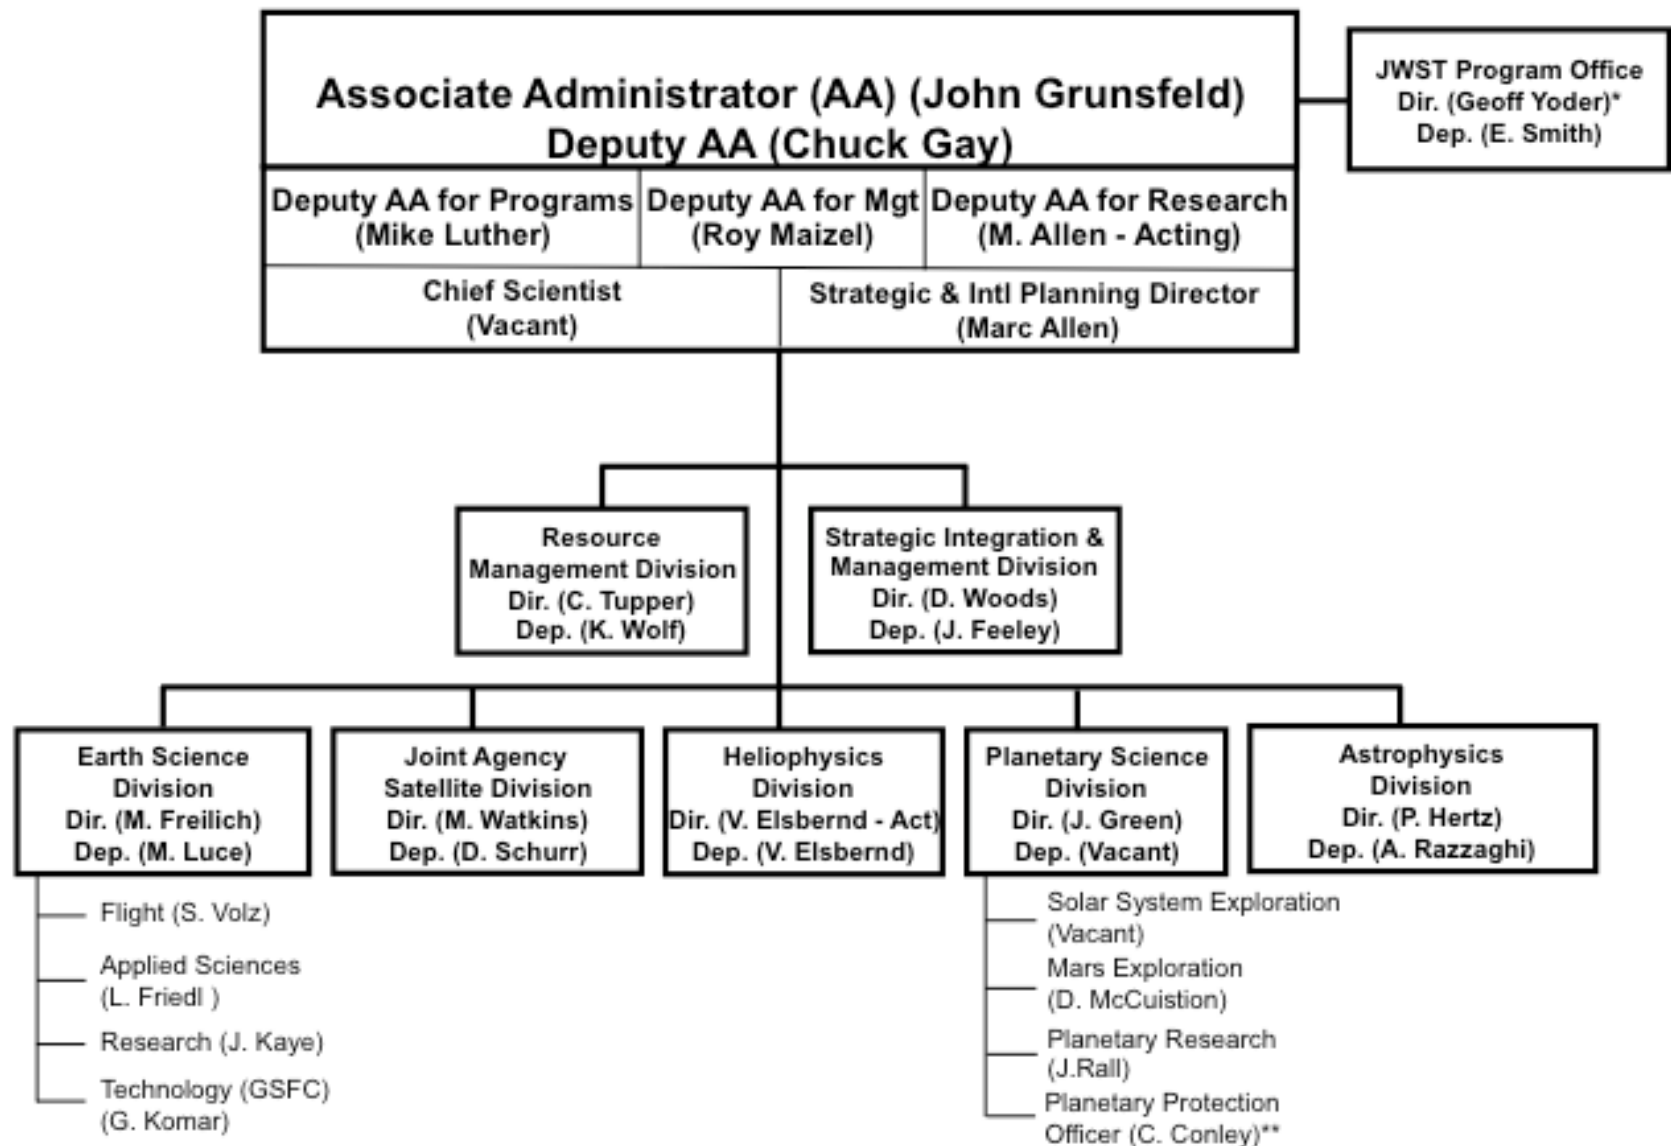 Associate Administrator (AA) (John Grunsfeld)
Deputy AA (Chuck Gay)
JWST Program Office
Dir. (Geoff Yoder)*
Dep. (E. Smith)
Deputy AA for Programs
(Mike Luther)
Deputy AA for Mgt
(Roy Maizel)
Deputy AA for Research
(M. Allen - Acting)
Chief Scientist
(Vacant)
Strategic & Intl Planning Director
(Marc Allen)
Resource
Management Division
Dir. (C. Tupper)
Dep. (K. Wolf)
Strategic Integration &
Management Division
Dir. (D. Woods)
Dep. (J. Feeley)
Earth Science
Division
Dir. (M. Freilich)
Dep. (M. Luce)
Joint Agency
Satellite Division
Dir. (M. Watkins)
Dep. (D. Schurr)
Heliophysics
Division
Dir. (V. Elsbernd - Act)
Dep. (V. Elsbernd)
Planetary Science
Division
Dir. (J. Green)
Dep. (Vacant)
Astrophysics
Division
Dir. (P. Hertz)
Dep. (A. Razzaghi)
Flight (S. Volz)
Applied Sciences
(L. Friedl )
Research (J. Kaye)
Technology (GSFC)
(G. Komar)
Solar System Exploration
(Vacant)
Mars Exploration
(D. McCuistion)
Planetary Research
(J.Rall)
Planetary Protection
Officer (C. Conley)**